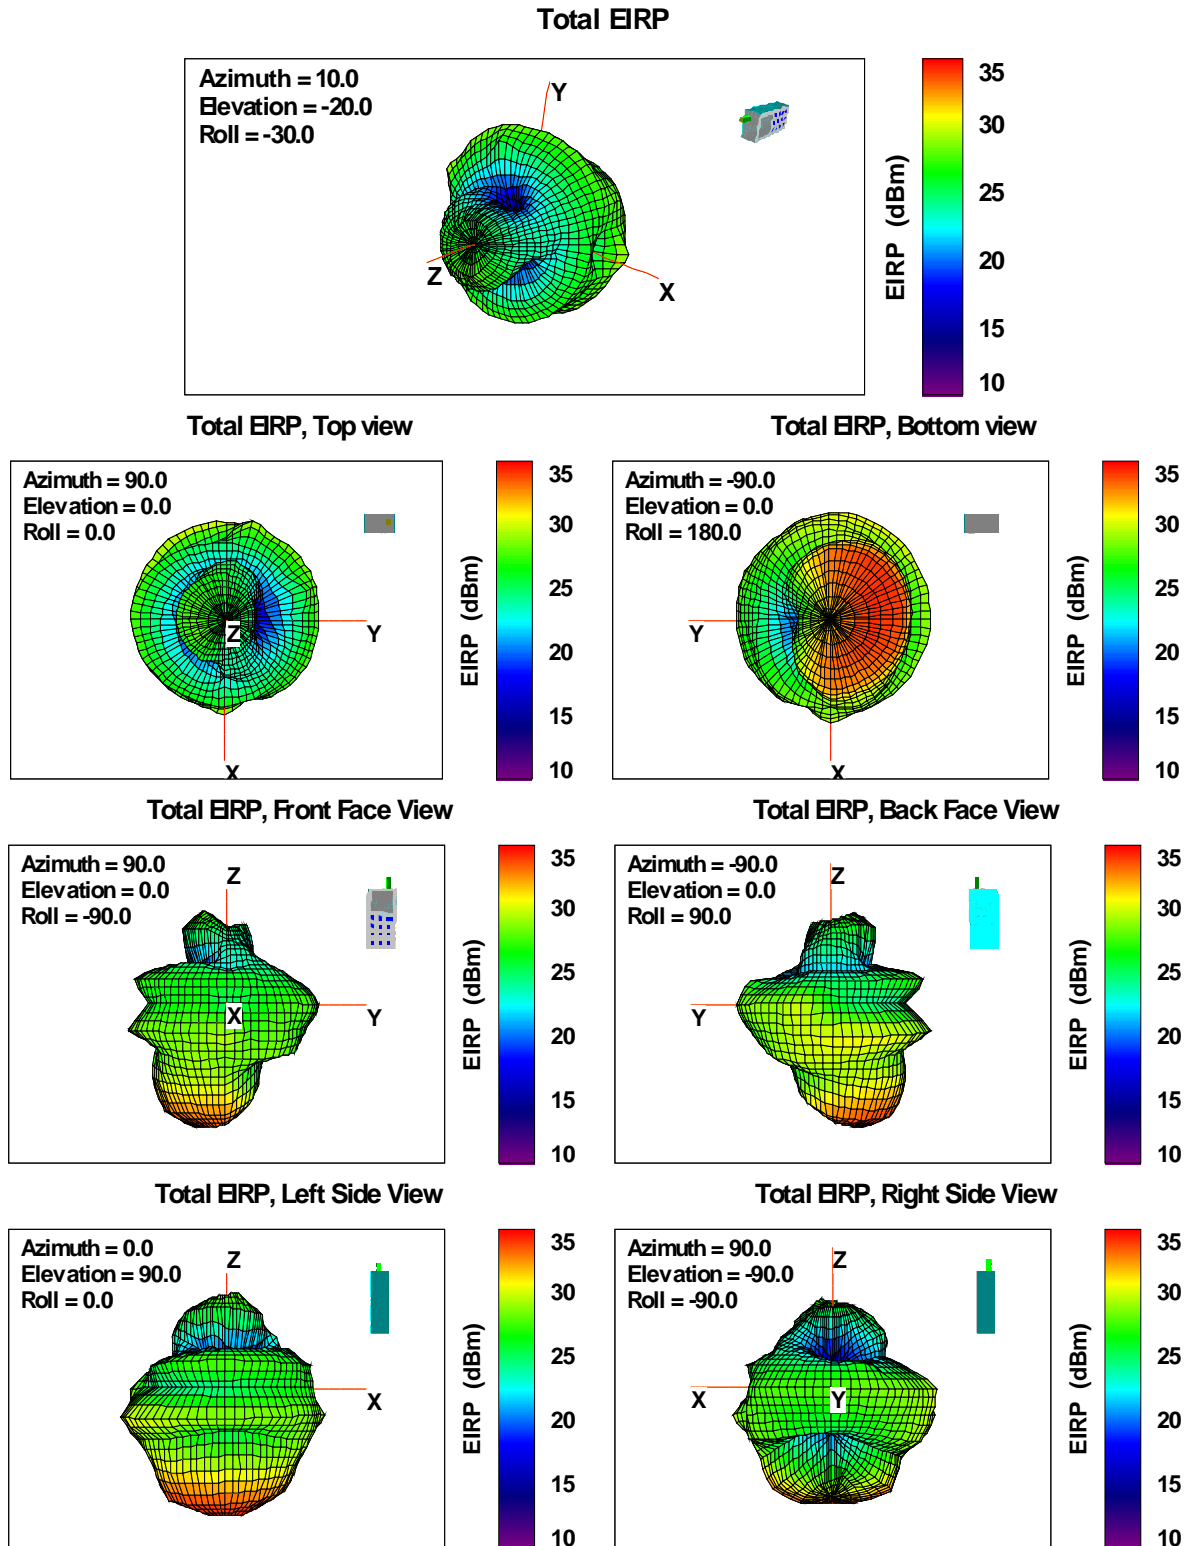 Total EIRP
Azimuth = 10.0
Elevation = -20.0
Roll = -30.0
Y
Z
X
EIRP (dBm)
35
30
25
20
15
10
Total EIRP, Top view
Azimuth = 90.0
Elevation = 0.0
Roll = 0.0
Z
Y
X
EIRP (dBm)
35
30
25
20
15
10
Total EIRP, Bottom view
Azimuth = -90.0
Elevation = 0.0
Roll = 180.0
Y
X
EIRP (dBm)
35
30
25
20
15
10
Total EIRP, Front Face View
Azimuth = 90.0
Elevation = 0.0
Roll = -90.0
Z
X
Y
EIRP (dBm)
35
30
25
20
15
10
Total EIRP, Back Face View
Azimuth = -90.0
Elevation = 0.0
Roll = 90.0
Z
Y
EIRP (dBm)
35
30
25
20
15
10
Total EIRP, Left Side View
Azimuth = 0.0
Elevation = 90.0
Roll = 0.0
Z
X
EIRP (dBm)
35
30
25
20
15
10
Total EIRP, Right Side View
Azimuth = 90.0
Elevation = -90.0
Roll = -90.0
Z
X
Y
EIRP (dBm)
35
30
25
20
15
10